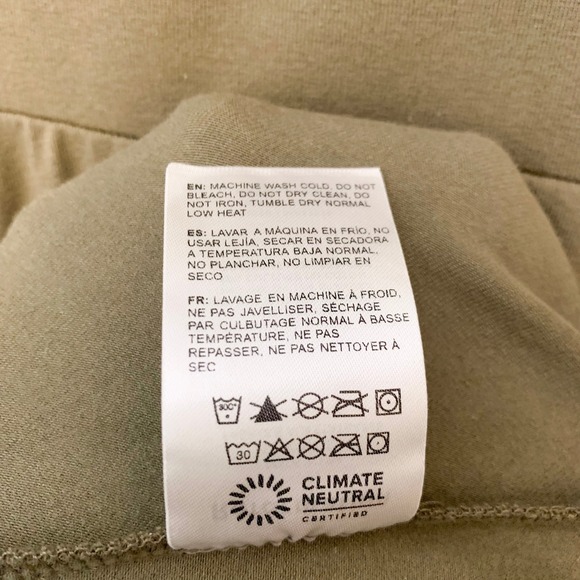 EN: MACHINE WASH COLD, DO NOT
BLEACH, DO NOT DRY CLEAN, DO
NOT IRON, TUMBLE DRY NORMAL
LOW HEAT
ES: LAVAR A MÁQUINA EN FRÍO, NO
USAR LEJÍA, SECAR EN SECADORA
A TEMPERATURA BAJA NORMAL,
NO PLANCHAR, NO LIMPIAR EN
SECO
FR: LAVAGE EN MACHINE À FROID,
NE PAS JAVELLISER, SÉCHAGE
PAR CULBUTAGE NORMAL À BASSE
TEMPÉRATURE, NE PAS
REPASSER, NE PAS NETTOYER À
SEC
30C°
30
CLIMATE
NEUTRAL
CERTIFIED